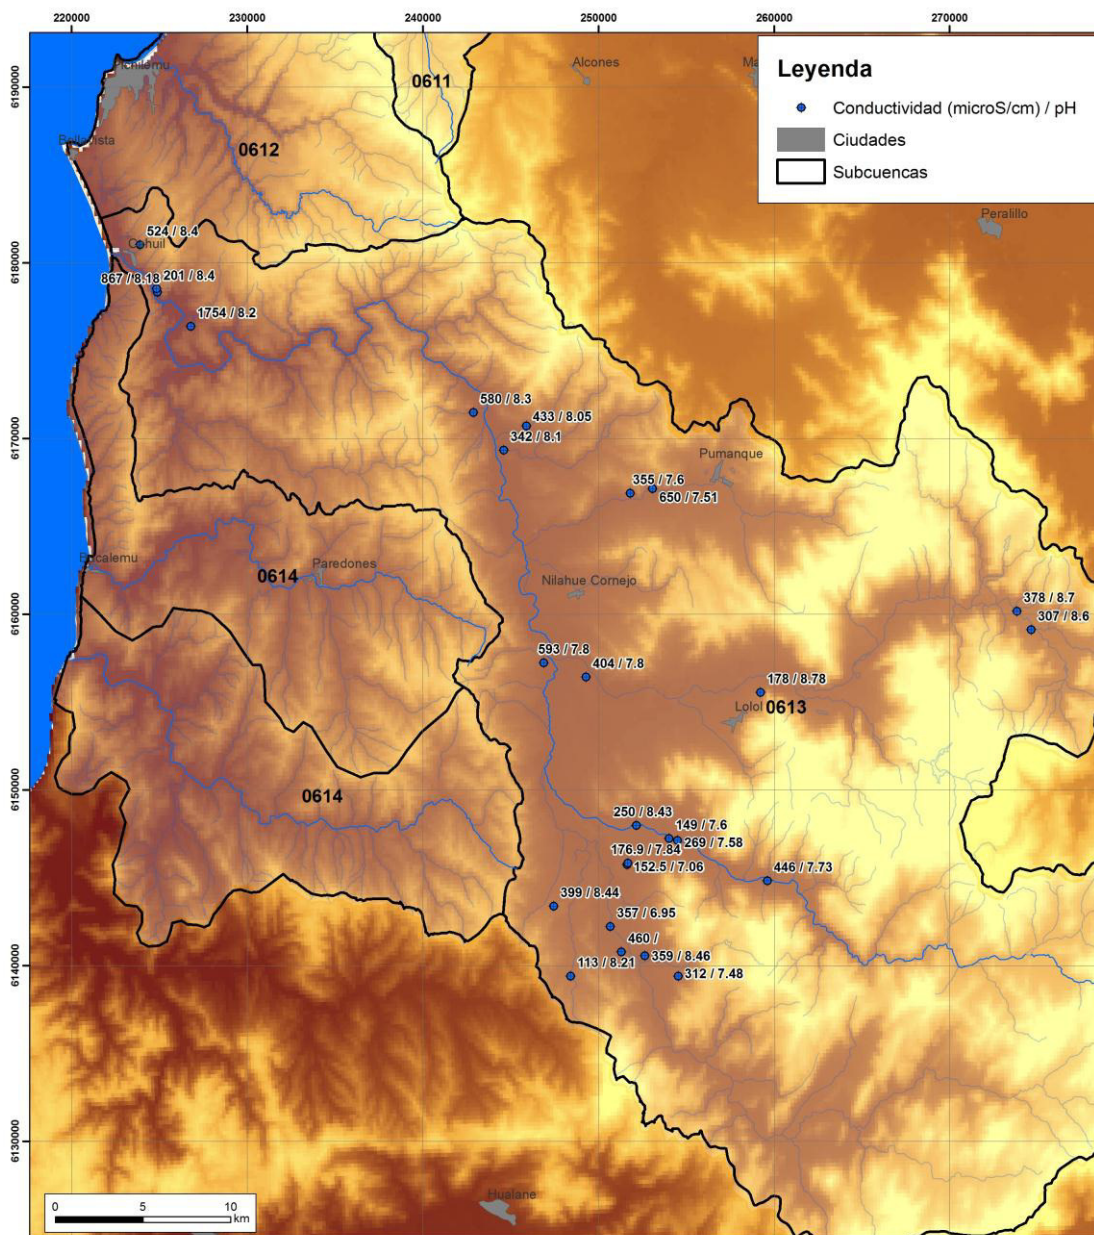 220000 230000 240000 250000 260000 270000
6190000
6180000
6170000
6160000
6150000
6140000
6130000
Pichilemu
0611
Alcones
Leyenda
Conductividad (microS/cm) / pH
Ciudades
Subcuencas
0612
Peralillo
524 / 8.4
867 / 8.18
201 / 8.4
1754 / 8.2
580 / 8.3
433 / 8.05
342 / 8.1
Pumanque
355 / 7.6
650 / 7.51
Paredones
0614
Nilahue Cornejo
378 / 8.7
307 / 8.6
593 / 7.8
404 / 7.8
178 / 8.78
Lolol
0613
0614
250 / 8.43
149 / 7.6
269 / 7.58
176.9 / 7.84
152.5 / 7.06
446 / 7.73
399 / 8.44
357 / 6.95
460 /
359 / 8.46
113 / 8.21
312 / 7.48
Hualane
0 5 10
km